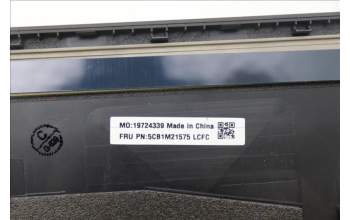 MO:19724339 Made in China
FRU PN:5CB1M21575 LCFC
C